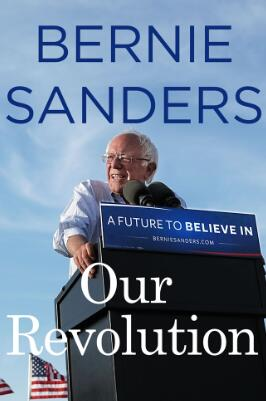 BERNIE
SANDERS
A FUTURE TO BELIEVE IN
BERNIESANDERS.COM
Our
Revolution